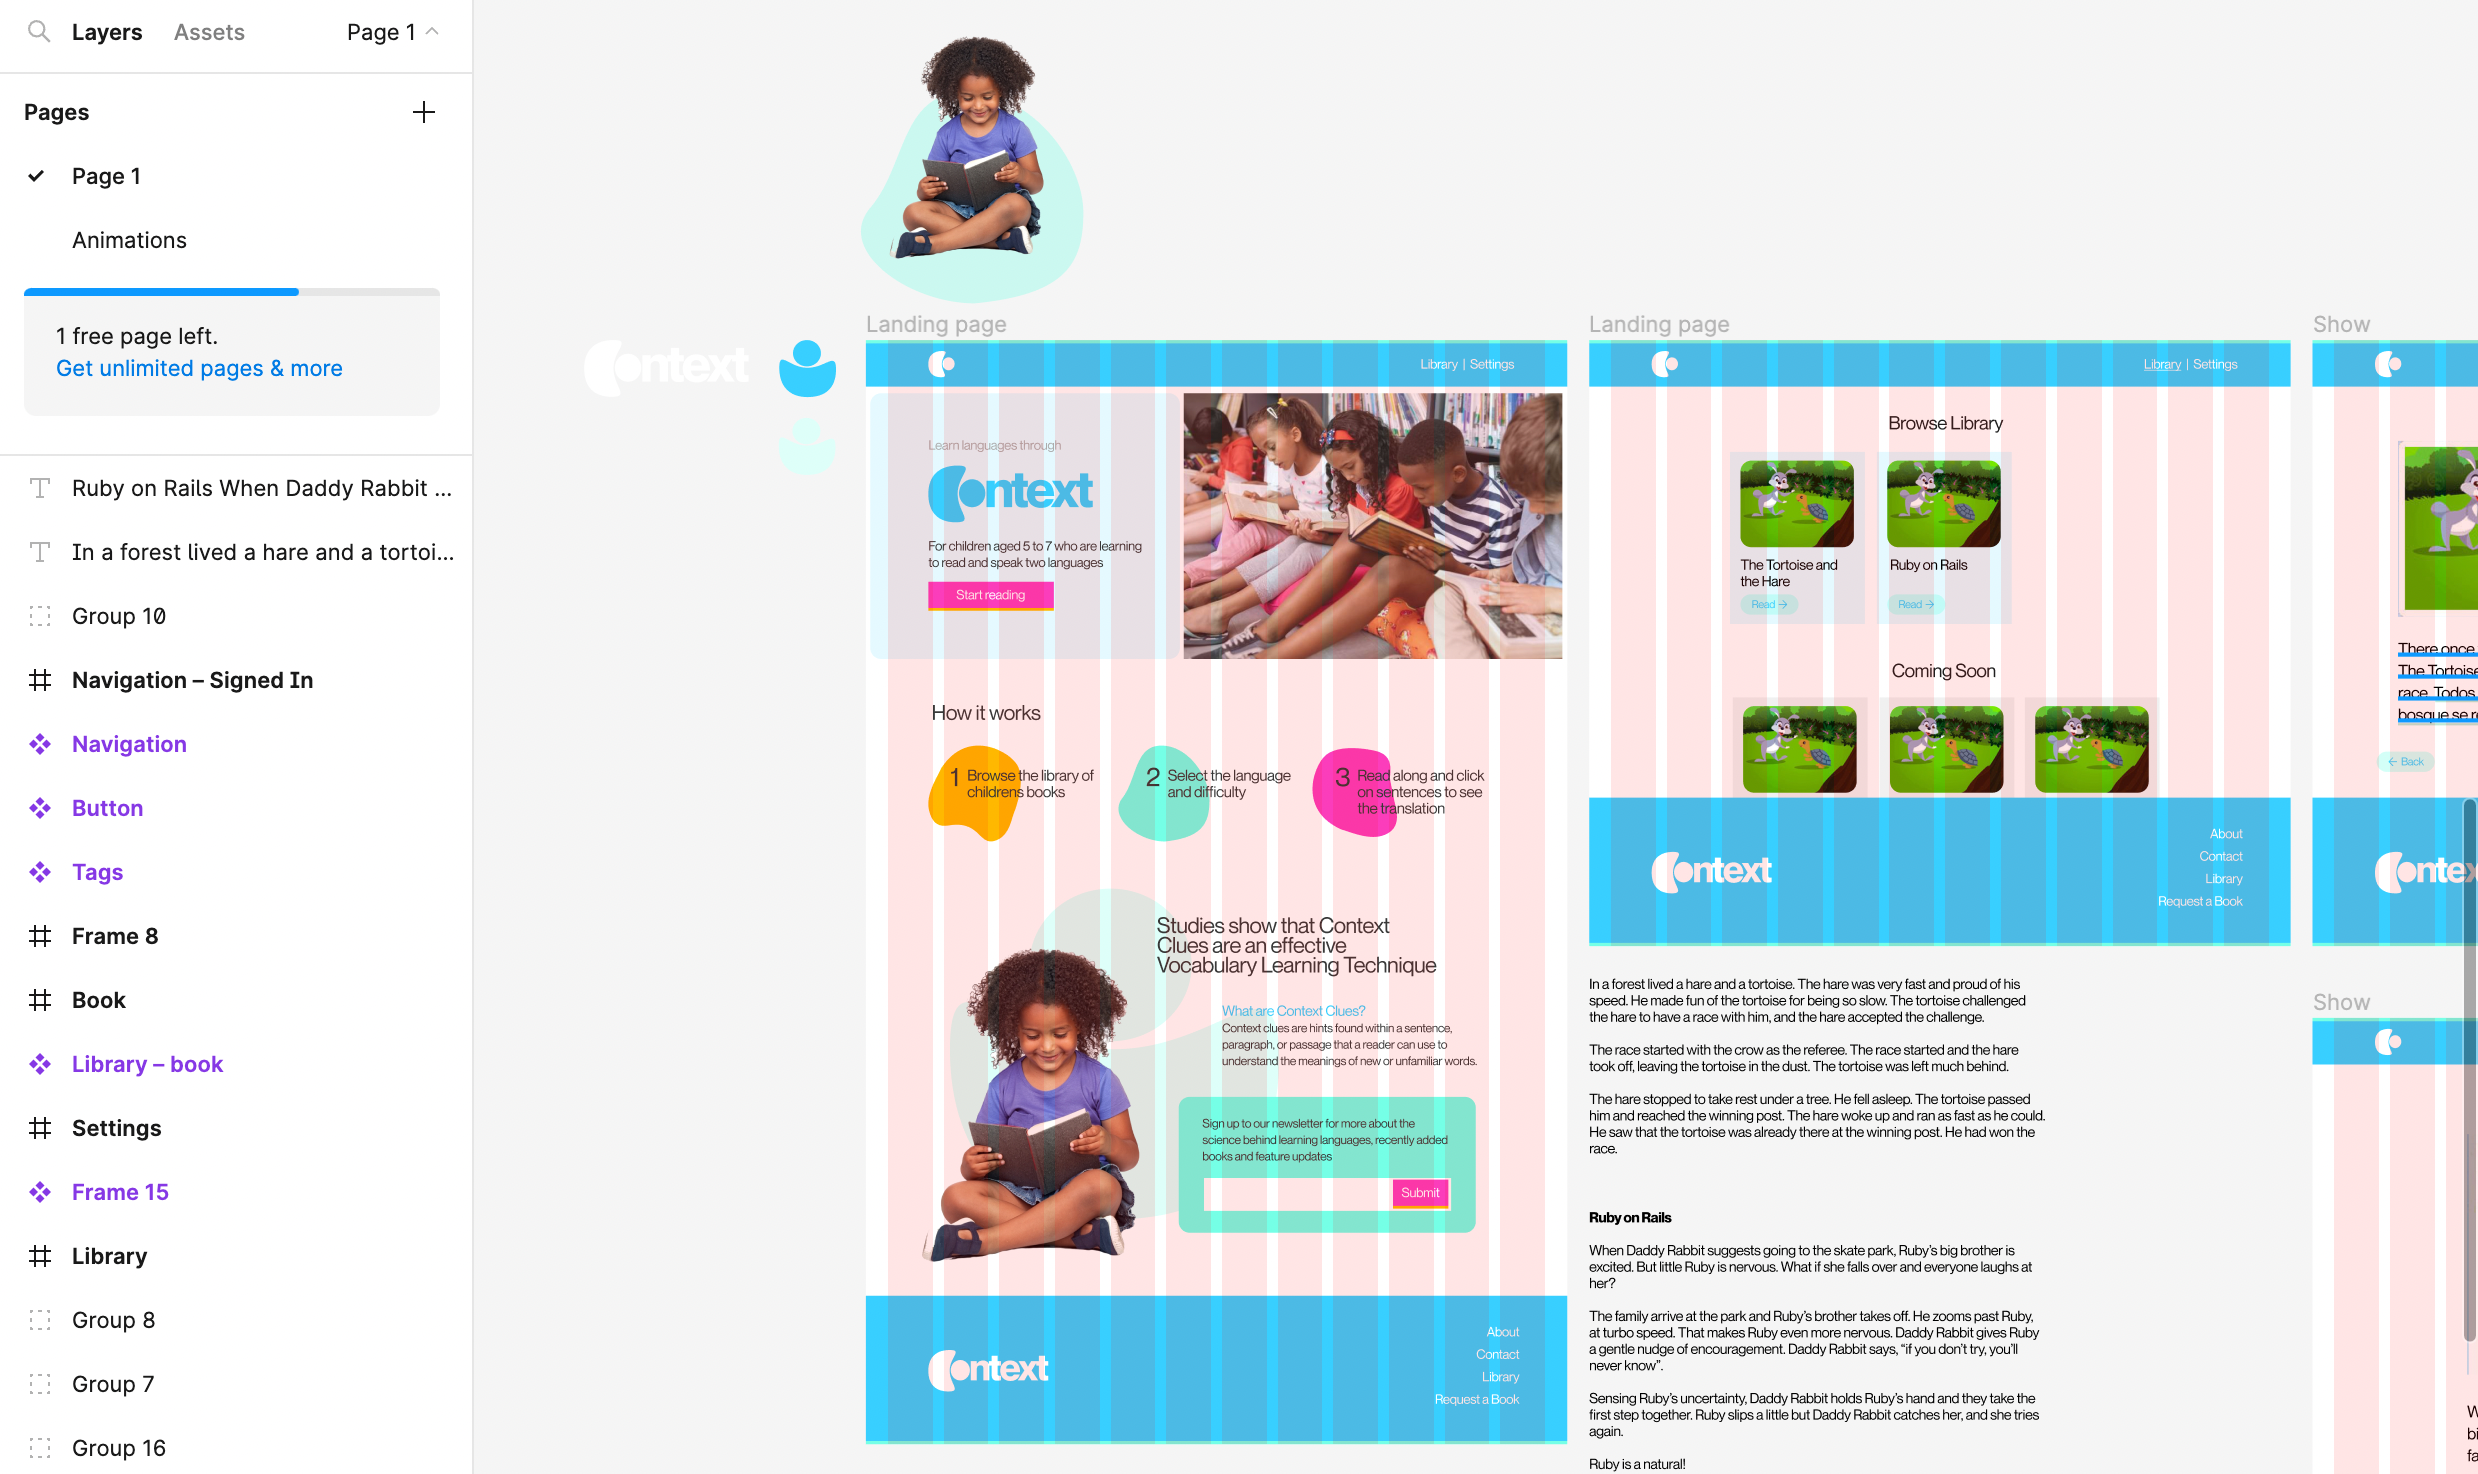 Layers
Assets
Page 1
Pages
Page 1
Animations
1 free page left.
Get unlimited pages & more
Ruby on Rails When Daddy Rabbit ...
In a forest lived a hare and a tortoi...
Group 10
Navigation – Signed In
Navigation
Button
Tags
Frame 8
Book
Library – book
Settings
Frame 15
Library
Group 8
Group 7
Group 16
Context
Landing page
Library | Settings
Learn languages through
Context
For children aged 5 to 7 who are learning
to read and speak two languages
Start reading
How it works
1 Browse the library of
childrens books
2 Select the language
and difficulty
3 Read along and click
on sentences to see
the translation
Studies show that Context
Clues are an effective
Vocabulary Learning Technique
What are Context Clues?
Context clues are hints found within a sentence,
paragraph, or passage that a reader can use to
understand the meanings of new or unfamiliar words.
Sign up to our newsletter for more about the
science behind learning languages, recently added
books and feature updates
Submit
Context
About
Contact
Library
Request a Book
Landing page
Library | Settings
Browse Library
The Tortoise and
the Hare
Read →
Ruby on Rails
Read →
Coming Soon
Context
About
Contact
Library
Request a Book
In a forest lived a hare and a tortoise. The hare was very fast and proud of his
speed. He made fun of the tortoise for being so slow. The tortoise challenged
the hare to have a race with him, and the hare accepted the challenge.
The race started with the crow as the referee. The race started and the hare
took off, leaving the tortoise in the dust. The tortoise was left much behind.
The hare stopped to take rest under a tree. He fell asleep. The tortoise passed
him and reached the winning post. The hare woke up and ran as fast as he could.
He saw that the tortoise was already there at the winning post. He had won the
race.
Ruby on Rails
When Daddy Rabbit suggests going to the skate park, Ruby's big brother is
excited. But little Ruby is nervous. What if she falls over and everyone laughs at
her?
The family arrive at the park and Ruby's brother takes off. He zooms past Ruby,
at turbo speed. That makes Ruby even more nervous. Daddy Rabbit gives Ruby
a gentle nudge of encouragement. Daddy Rabbit says, "if you don't try, you'll
never know".
Sensing Ruby's uncertainty, Daddy Rabbit holds Ruby's hand and they take the
first step together. Ruby slips a little but Daddy Rabbit catches her, and she tries
again.
Ruby is a natural!
Show
There once
The Tortoise
race. Todos
bosque se r
← Back
Contex
Show
W
bi
fa